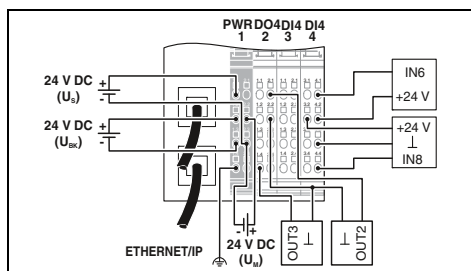 PWR DO4 DI4 DI4
1 2 3 4
24 V DC + -
(US)
24 V DC + -
(UBK)
IN6
+24 V
+24 V
⊥
IN8
- +
24 V DC
(UM)
OUT3
⊥
⊥
OUT2
ETHERNET/IP